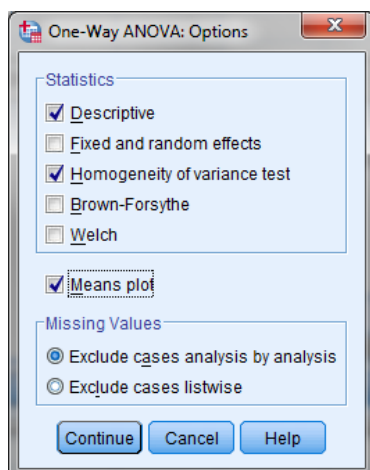 One-Way ANOVA: Options
Statistics
Descriptive
Fixed and random effects
Homogeneity of variance test
Brown-Forsythe
Welch
Means plot
Missing Values
Exclude cases analysis by analysis
Exclude cases listwise
Continue Cancel Help